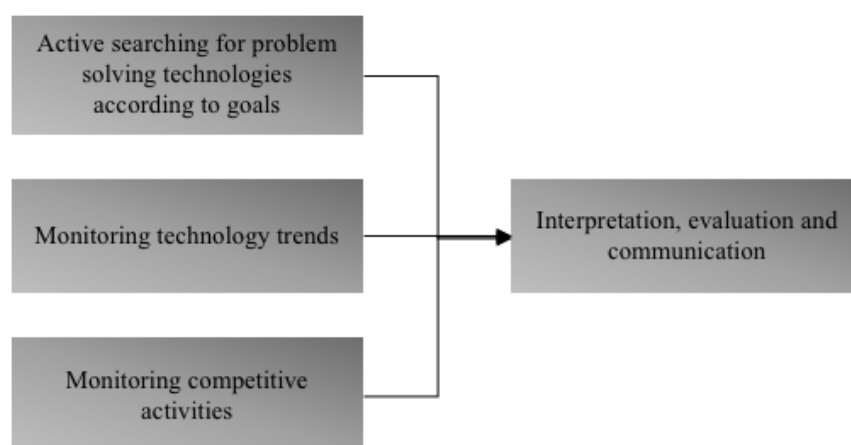 Active searching for problem
solving technologies
according to goals
Monitoring technology trends
Interpretation, evaluation and
communication
Monitoring competitive
activities